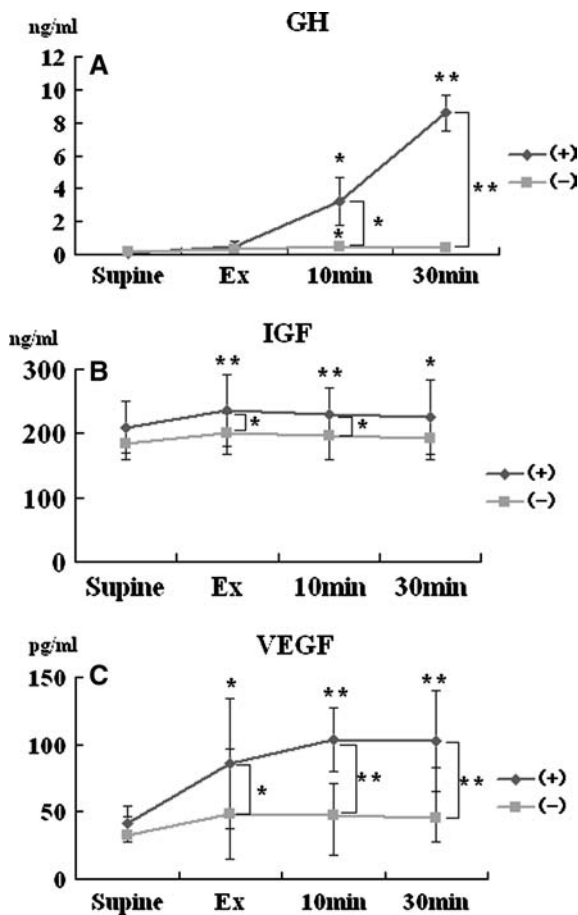 GH
ng/ml
A
12
10
8
6
4
2
0
**
*
*
*
**
(+)
(−)
Supine Ex 10min 30min
IGF
ng/ml
B
300
200
100
0
** ** *
* *
(+)
(−)
Supine Ex 10min 30min
VEGF
pg/ml
C
150
100
50
0
* ** **
* ** **
(+)
(−)
Supine Ex 10min 30min